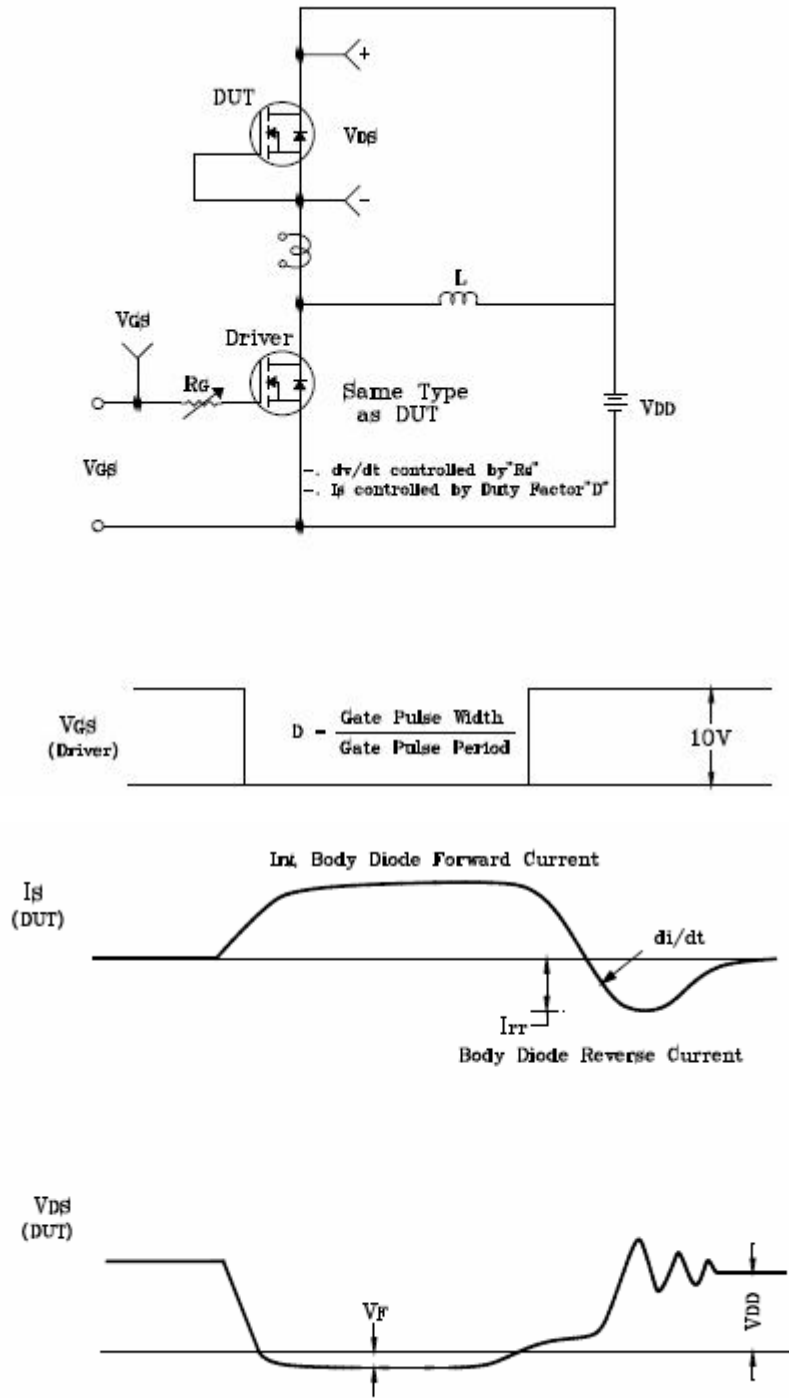 +
DUT
VDS
-
L
VGS
Driver
RG
Same Type
as DUT
VDD
VGS
-. dv/dt controlled by"RG"
-. IS controlled by Duty Factor"D"
VGS
(Driver)
D = Gate Pulse Width
Gate Pulse Period
10V
IM, Body Diode Forward Current
IS
(DUT)
di/dt
Irr
Body Diode Reverse Current
VDS
(DUT)
VF
VDD